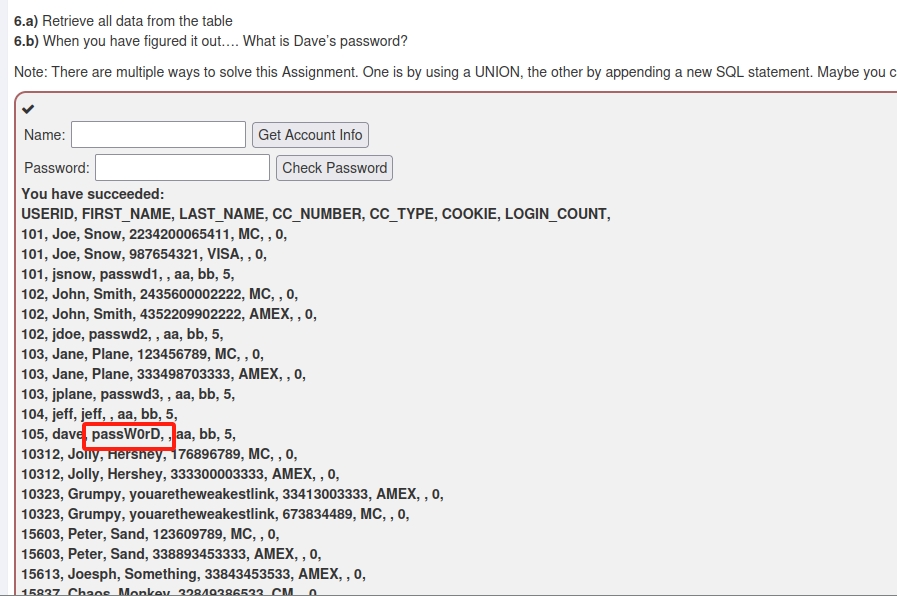 6.a) Retrieve all data from the table
6.b) When you have figured it out.... What is Dave's password?
Note: There are multiple ways to solve this Assignment. One is by using a UNION, the other by appending a new SQL statement. Maybe you c
✔
Name: Get Account Info
Password: Check Password
You have succeeded:
USERID, FIRST_NAME, LAST_NAME, CC_NUMBER, CC_TYPE, COOKIE, LOGIN_COUNT,
101, Joe, Snow, 2234200065411, MC, , 0,
101, Joe, Snow, 987654321, VISA, , 0,
101, jsnow, passwd1, , aa, bb, 5,
102, John, Smith, 2435600002222, MC, , 0,
102, John, Smith, 4352209902222, AMEX, , 0,
102, jdoe, passwd2, , aa, bb, 5,
103, Jane, Plane, 123456789, MC, , 0,
103, Jane, Plane, 333498703333, AMEX, , 0,
103, jplane, passwd3, , aa, bb, 5,
104, jeff, jeff, , aa, bb, 5,
105, dave, passW0rD, , aa, bb, 5,
10312, Jolly, Hershey, 176896789, MC, , 0,
10312, Jolly, Hershey, 333300003333, AMEX, , 0,
10323, Grumpy, youaretheweakestlink, 33413003333, AMEX, , 0,
10323, Grumpy, youaretheweakestlink, 673834489, MC, , 0,
15603, Peter, Sand, 123609789, MC, , 0,
15603, Peter, Sand, 338893453333, AMEX, , 0,
15613, Joesph, Something, 33843453533, AMEX, , 0,
15837, Chaos, Monkey, 32849386533, CM, , 0,